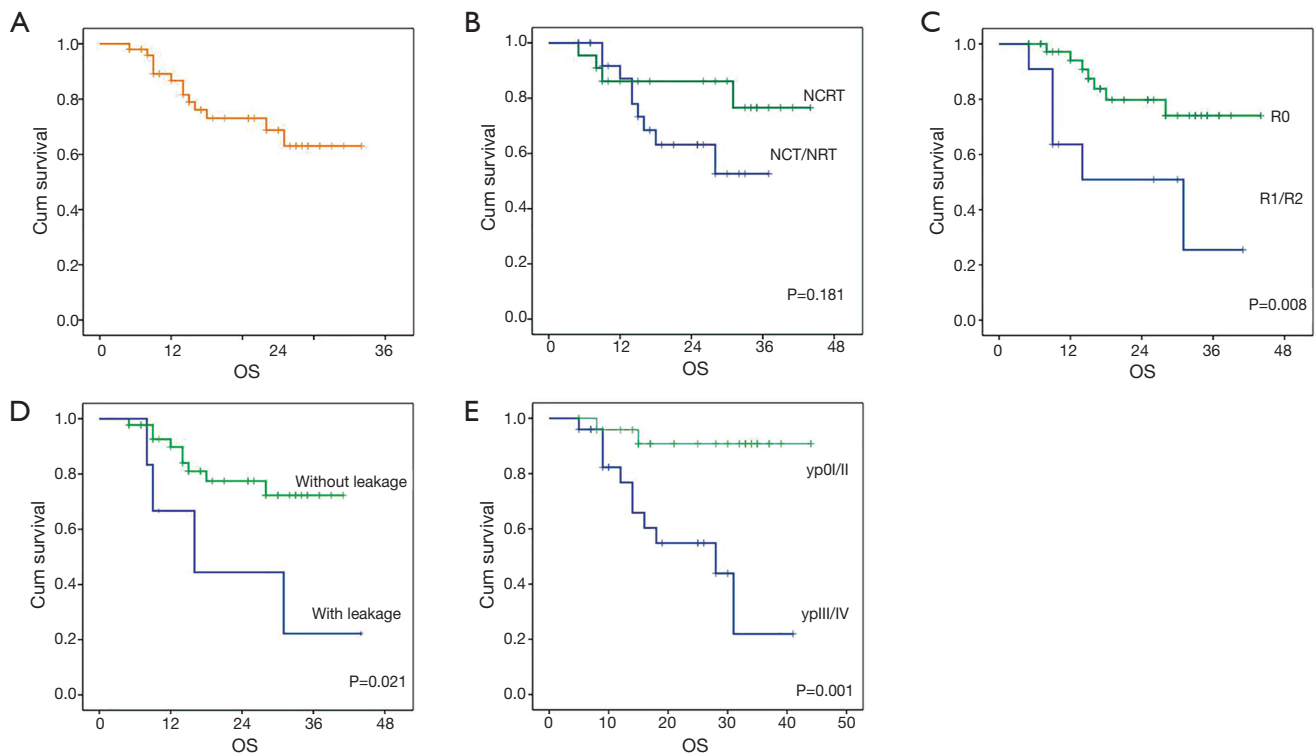 A
Cum survival
1.0
0.8
0.6
0.4
0.2
0.0
0 12 24 36
OS
B
Cum survival
1.0
0.8
0.6
0.4
0.2
0.0
NCRT
NCT/NRT
P=0.181
0 12 24 36 48
OS
C
Cum survival
1.0
0.8
0.6
0.4
0.2
0.0
R0
R1/R2
P=0.008
0 12 24 36 48
OS
D
Cum survival
1.0
0.8
0.6
0.4
0.2
0.0
Without leakage
With leakage
P=0.021
0 12 24 36 48
OS
E
Cum survival
1.0
0.8
0.6
0.4
0.2
0.0
yp0I/II
ypIII/IV
P=0.001
0 10 20 30 40 50
OS